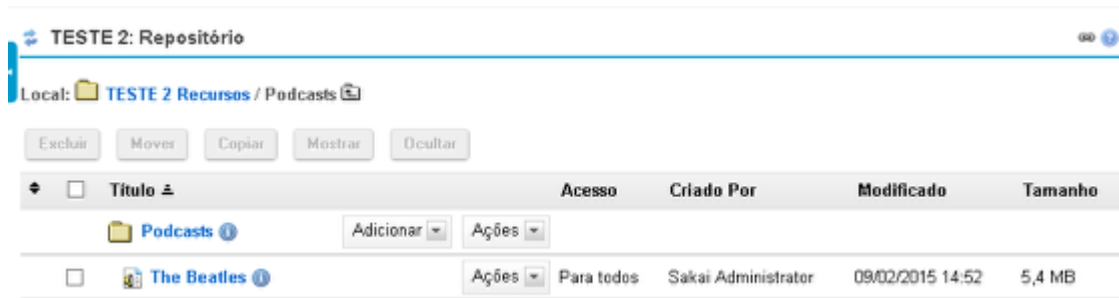 TESTE 2: Repositório
Local: TESTE 2 Recursos / Podcasts
Excluir Mover Copiar Mostrar Ocultar
Título Acesso Criado Por Modificado Tamanho
Podcasts Adicionar Ações
The Beatles Ações Para todos Sakai Administrator 09/02/2015 14:52 5,4 MB